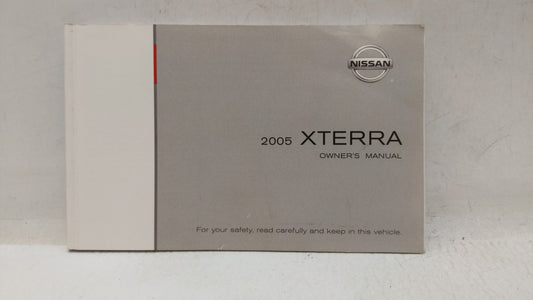 NISSAN
2005 XTERRA
OWNER'S MANUAL
For your safety, read carefully and keep in this vehicle.